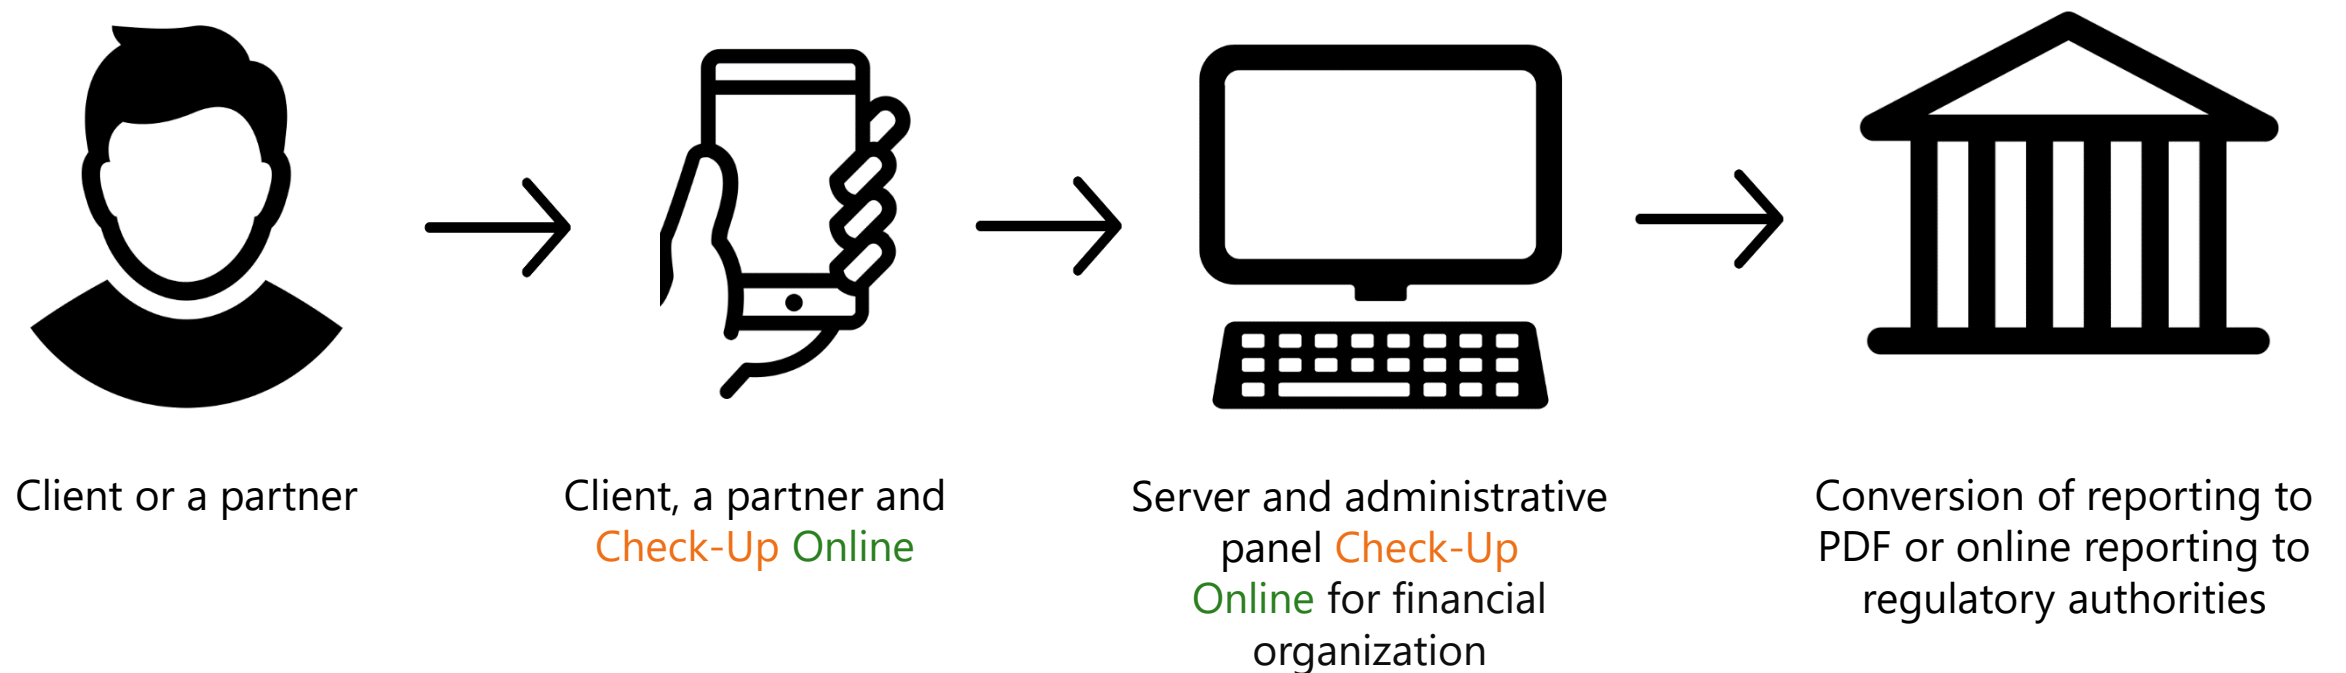 Client or a partner
Client, a partner and
Check-Up Online
Server and administrative
panel Check-Up
Online for financial
organization
Conversion of reporting to
PDF or online reporting to
regulatory authorities